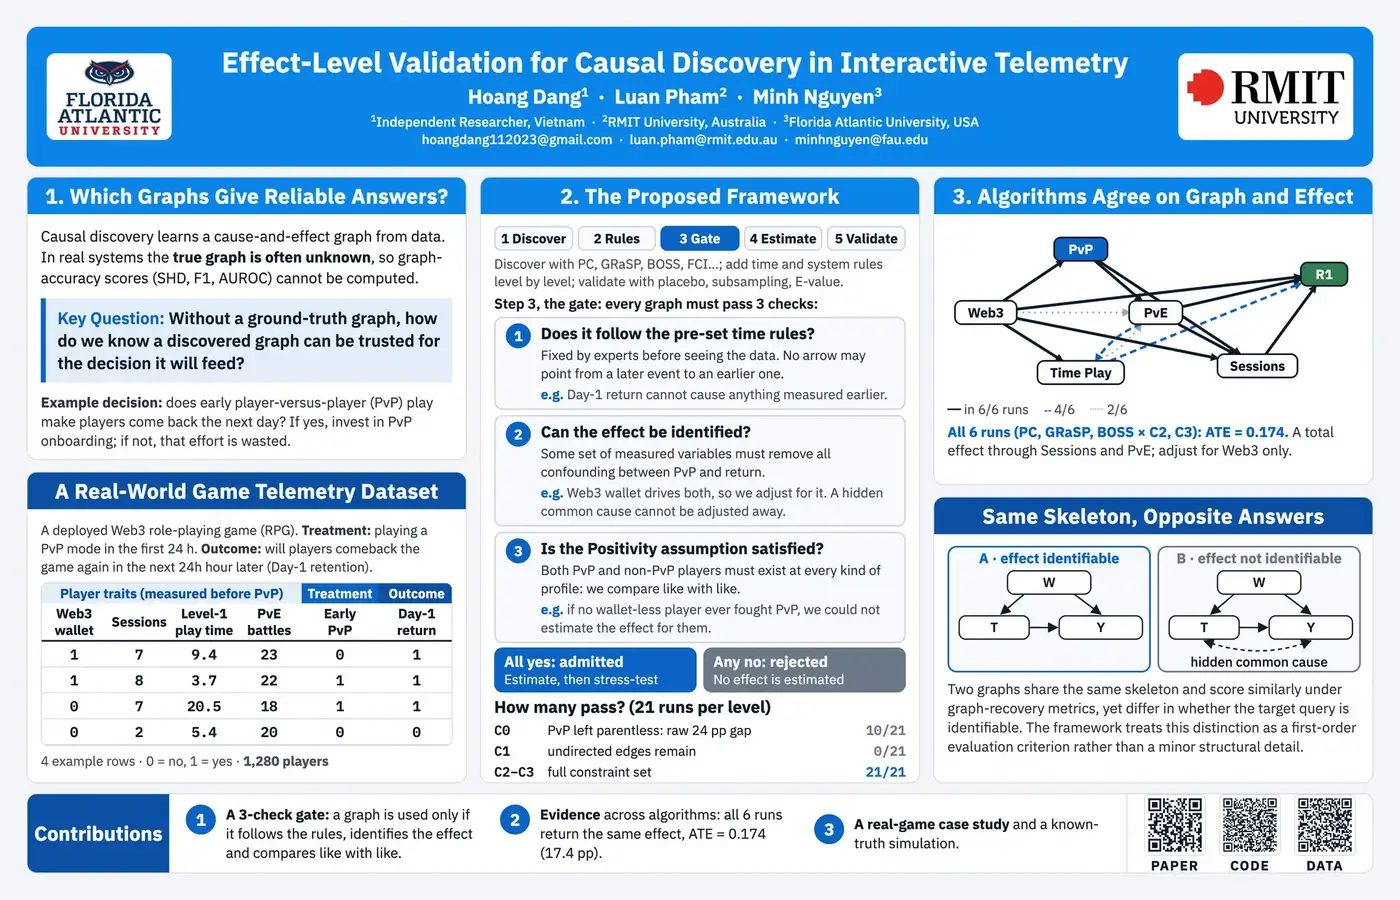 FLORIDA
ATLANTIC
UNIVERSITY
Effect-Level Validation for Causal Discovery in Interactive Telemetry
Hoang Dang¹ · Luan Pham² · Minh Nguyen³
¹Independent Researcher, Vietnam · ²RMIT University, Australia · ³Florida Atlantic University, USA
hoangdang112023@gmail.com · luan.pham@rmit.edu.au · minhnguyen@fau.edu
RMIT
UNIVERSITY
1. Which Graphs Give Reliable Answers?
Causal discovery learns a cause-and-effect graph from data.
In real systems the true graph is often unknown, so graph-
accuracy scores (SHD, F1, AUROC) cannot be computed.
Key Question: Without a ground-truth graph, how
do we know a discovered graph can be trusted for
the decision it will feed?
Example decision: does early player-versus-player (PvP) play
make players come back the next day? If yes, invest in PvP
onboarding; if not, that effort is wasted.
A Real-World Game Telemetry Dataset
A deployed Web3 role-playing game (RPG). Treatment: playing a
PvP mode in the first 24 h. Outcome: will players comeback the
game again in the next 24h hour later (Day-1 retention).
Player traits (measured before PvP) Treatment Outcome
Web3 wallet Sessions Level-1 play time PvE battles Early PvP Day-1 return
1 7 9.4 23 0 1
1 8 3.7 22 1 1
0 7 20.5 18 1 1
0 2 5.4 20 0 0
4 example rows · 0 = no, 1 = yes · 1,280 players
2. The Proposed Framework
1 Discover 2 Rules 3 Gate 4 Estimate 5 Validate
Discover with PC, GRaSP, BOSS, FCI...; add time and system rules
level by level; validate with placebo, subsampling, E-value.
Step 3, the gate: every graph must pass 3 checks:
1 Does it follow the pre-set time rules?
Fixed by experts before seeing the data. No arrow may
point from a later event to an earlier one.
e.g. Day-1 return cannot cause anything measured earlier.
2 Can the effect be identified?
Some set of measured variables must remove all
confounding between PvP and return.
e.g. Web3 wallet drives both, so we adjust for it. A hidden
common cause cannot be adjusted away.
3 Is the Positivity assumption satisfied?
Both PvP and non-PvP players must exist at every kind of
profile: we compare like with like.
e.g. if no wallet-less player ever fought PvP, we could not
estimate the effect for them.
All yes: admitted
Estimate, then stress-test
Any no: rejected
No effect is estimated
How many pass? (21 runs per level)
C0 PvP left parentless: raw 24 pp gap 10/21
C1 undirected edges remain 0/21
C2–C3 full constraint set 21/21
3. Algorithms Agree on Graph and Effect
PvP
R1
Web3
PvE
Sessions
Time Play
in 6/6 runs 4/6 2/6
All 6 runs (PC, GRaSP, BOSS × C2, C3): ATE = 0.174. A total
effect through Sessions and PvE; adjust for Web3 only.
Same Skeleton, Opposite Answers
A · effect identifiable
W
T
Y
B · effect not identifiable
W
T
Y
hidden common cause
Two graphs share the same skeleton and score similarly under
graph-recovery metrics, yet differ in whether the target query is
identifiable. The framework treats this distinction as a first-order
evaluation criterion rather than a minor structural detail.
Contributions
1 A 3-check gate: a graph is used only if
it follows the rules, identifies the effect
and compares like with like.
2 Evidence across algorithms: all 6 runs
return the same effect, ATE = 0.174
(17.4 pp).
3 A real-game case study and a known-
truth simulation.
PAPER CODE DATA